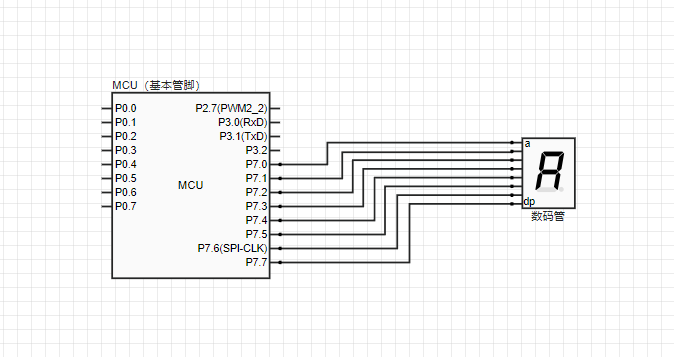 MCU（基本管脚）
P0.0
P0.1
P0.2
P0.3
P0.4
P0.5
P0.6
P0.7
MCU
P2.7(PWM2_2)
P3.0(RxD)
P3.1(TxD)
P3.2
P7.0
P7.1
P7.2
P7.3
P7.4
P7.5
P7.6(SPI-CLK)
P7.7
a
A
dp
数码管